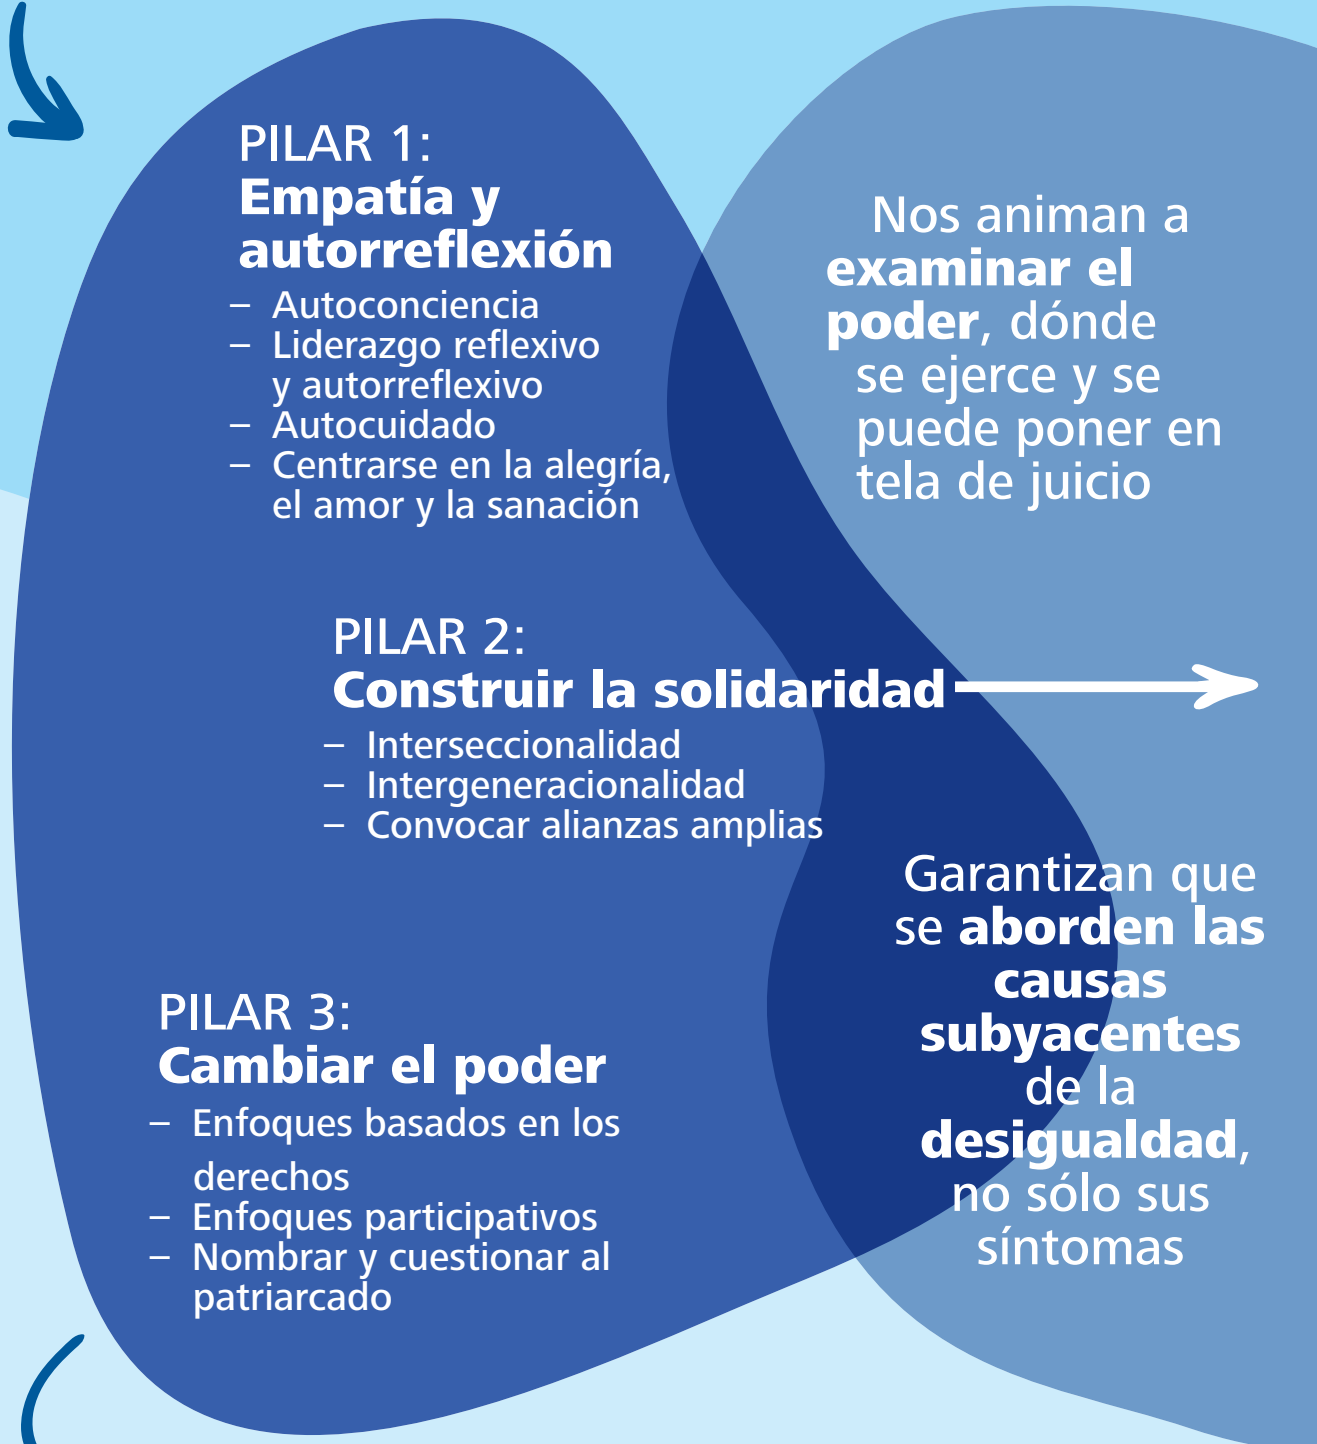 PILAR 1:
Empatía y
autorreflexión
– Autoconciencia
– Liderazgo reflexivo
y autorreflexivo
– Autocuidado
– Centrarse en la alegría,
el amor y la sanación
PILAR 2:
Construir la solidaridad
– Interseccionalidad
– Intergeneracionalidad
– Convocar alianzas amplias
PILAR 3:
Cambiar el poder
– Enfoques basados en los
derechos
– Enfoques participativos
– Nombrar y cuestionar al
patriarcado
Nos animan a
examinar el
poder, dónde
se ejerce y se
puede poner en
tela de juicio
Garantizan que
se aborden las
causas
subyacentes
de la
desigualdad,
no sólo sus
síntomas